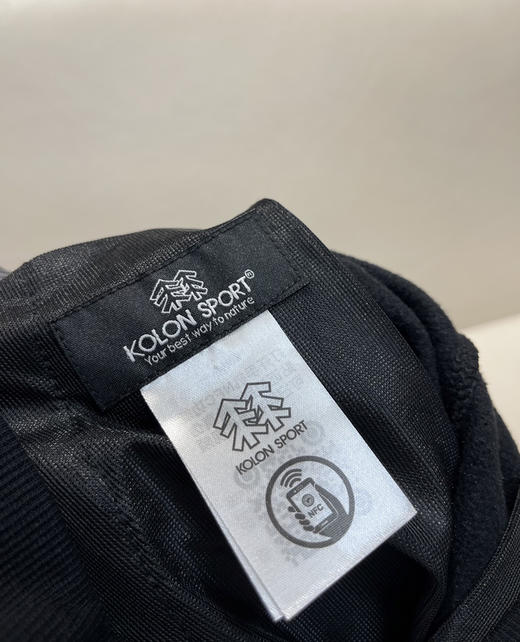 KOLON SPORT®
Your best way to nature
KOLON SPORT
NFC